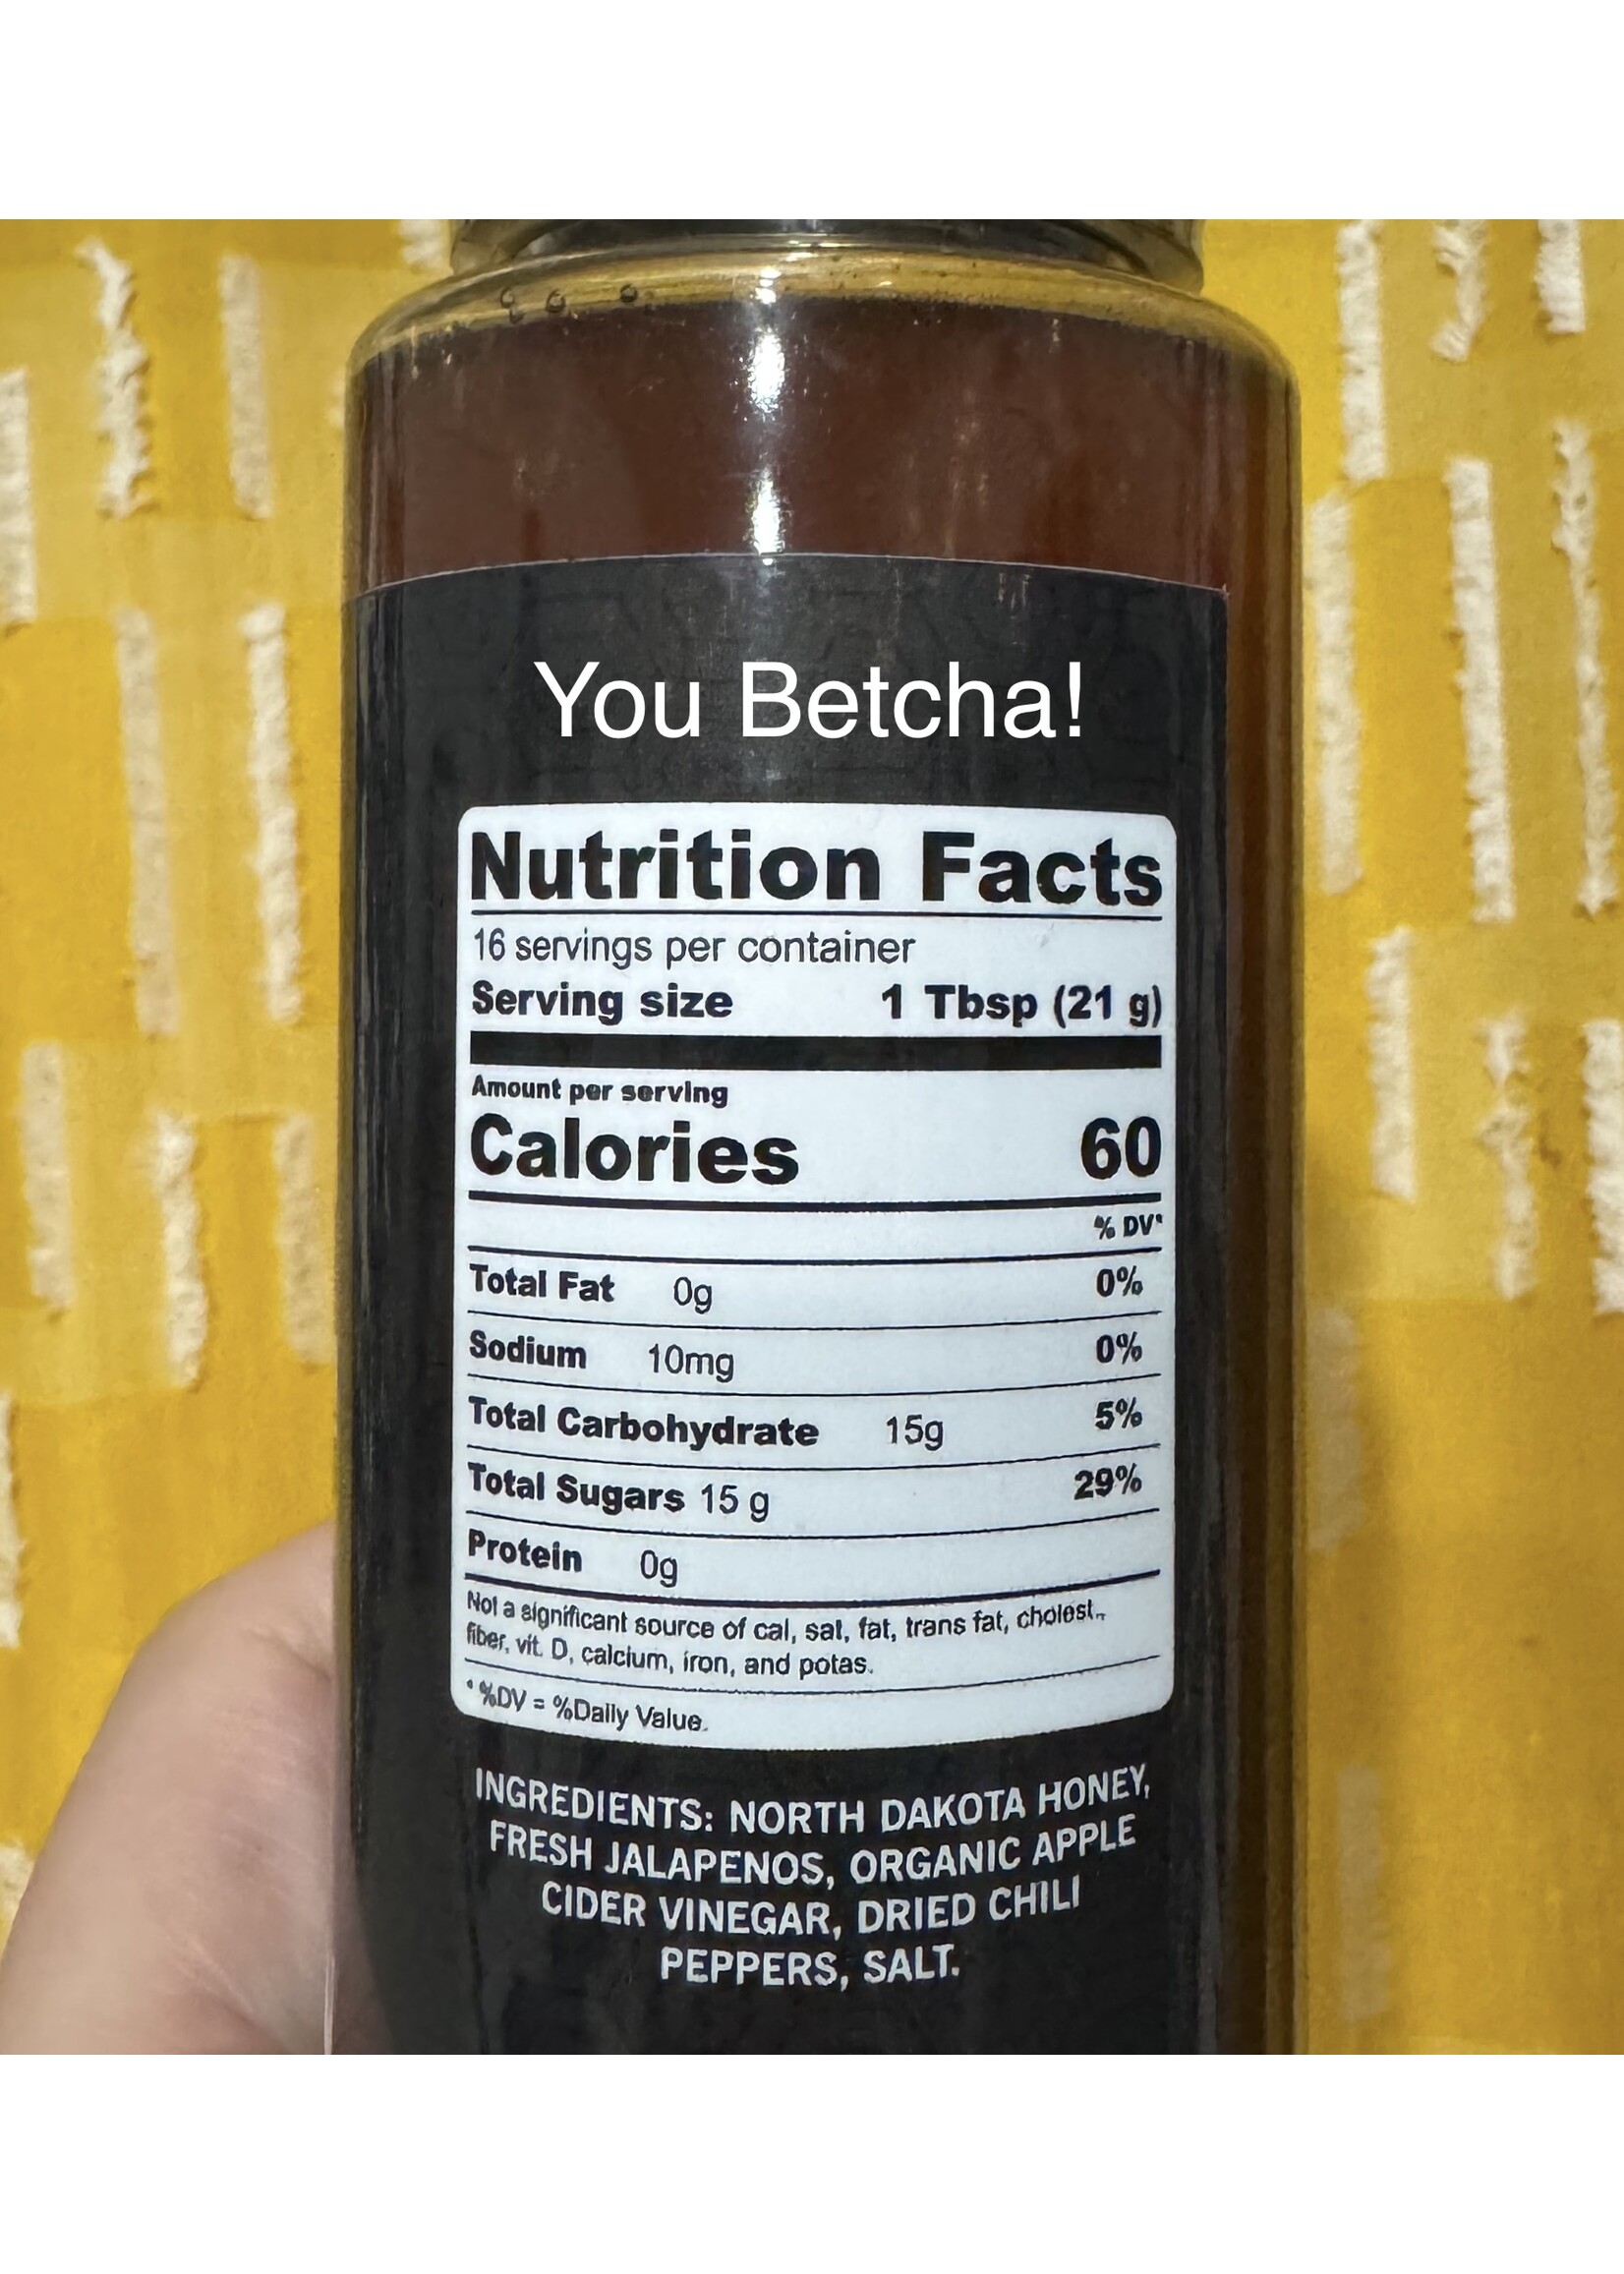 You Betcha!
Nutrition Facts
16 servings per container
Serving size 1 Tbsp (21 g)
Amount per serving
Calories 60
% DV*
Total Fat 0g 0%
Sodium 10mg 0%
Total Carbohydrate 15g 5%
Total Sugars 15 g 29%
Protein 0g
Not a significant source of cal, sat, fat, trans fat, cholest.,
fiber, vit. D, calcium, iron, and potas.
* %DV = %Daily Value.
INGREDIENTS: NORTH DAKOTA HONEY,
FRESH JALAPENOS, ORGANIC APPLE
CIDER VINEGAR, DRIED CHILI
PEPPERS, SALT.